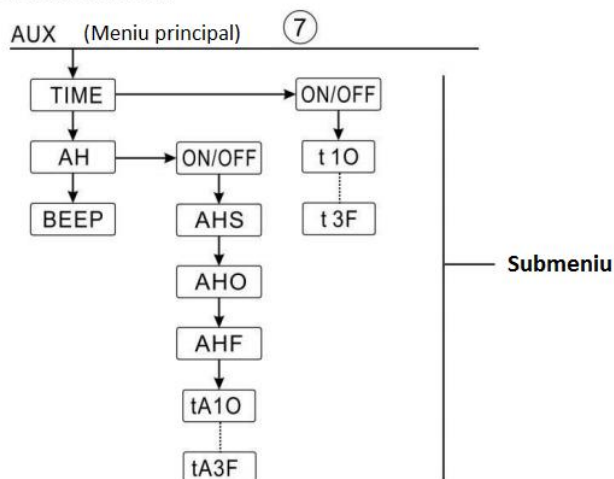 AUX (Meniu principal) 7
TIME ON/OFF
AH ON/OFF t 1O
BEEP AHS t 3F
Submeniu
AHO
AHF
tA1O
tA3F